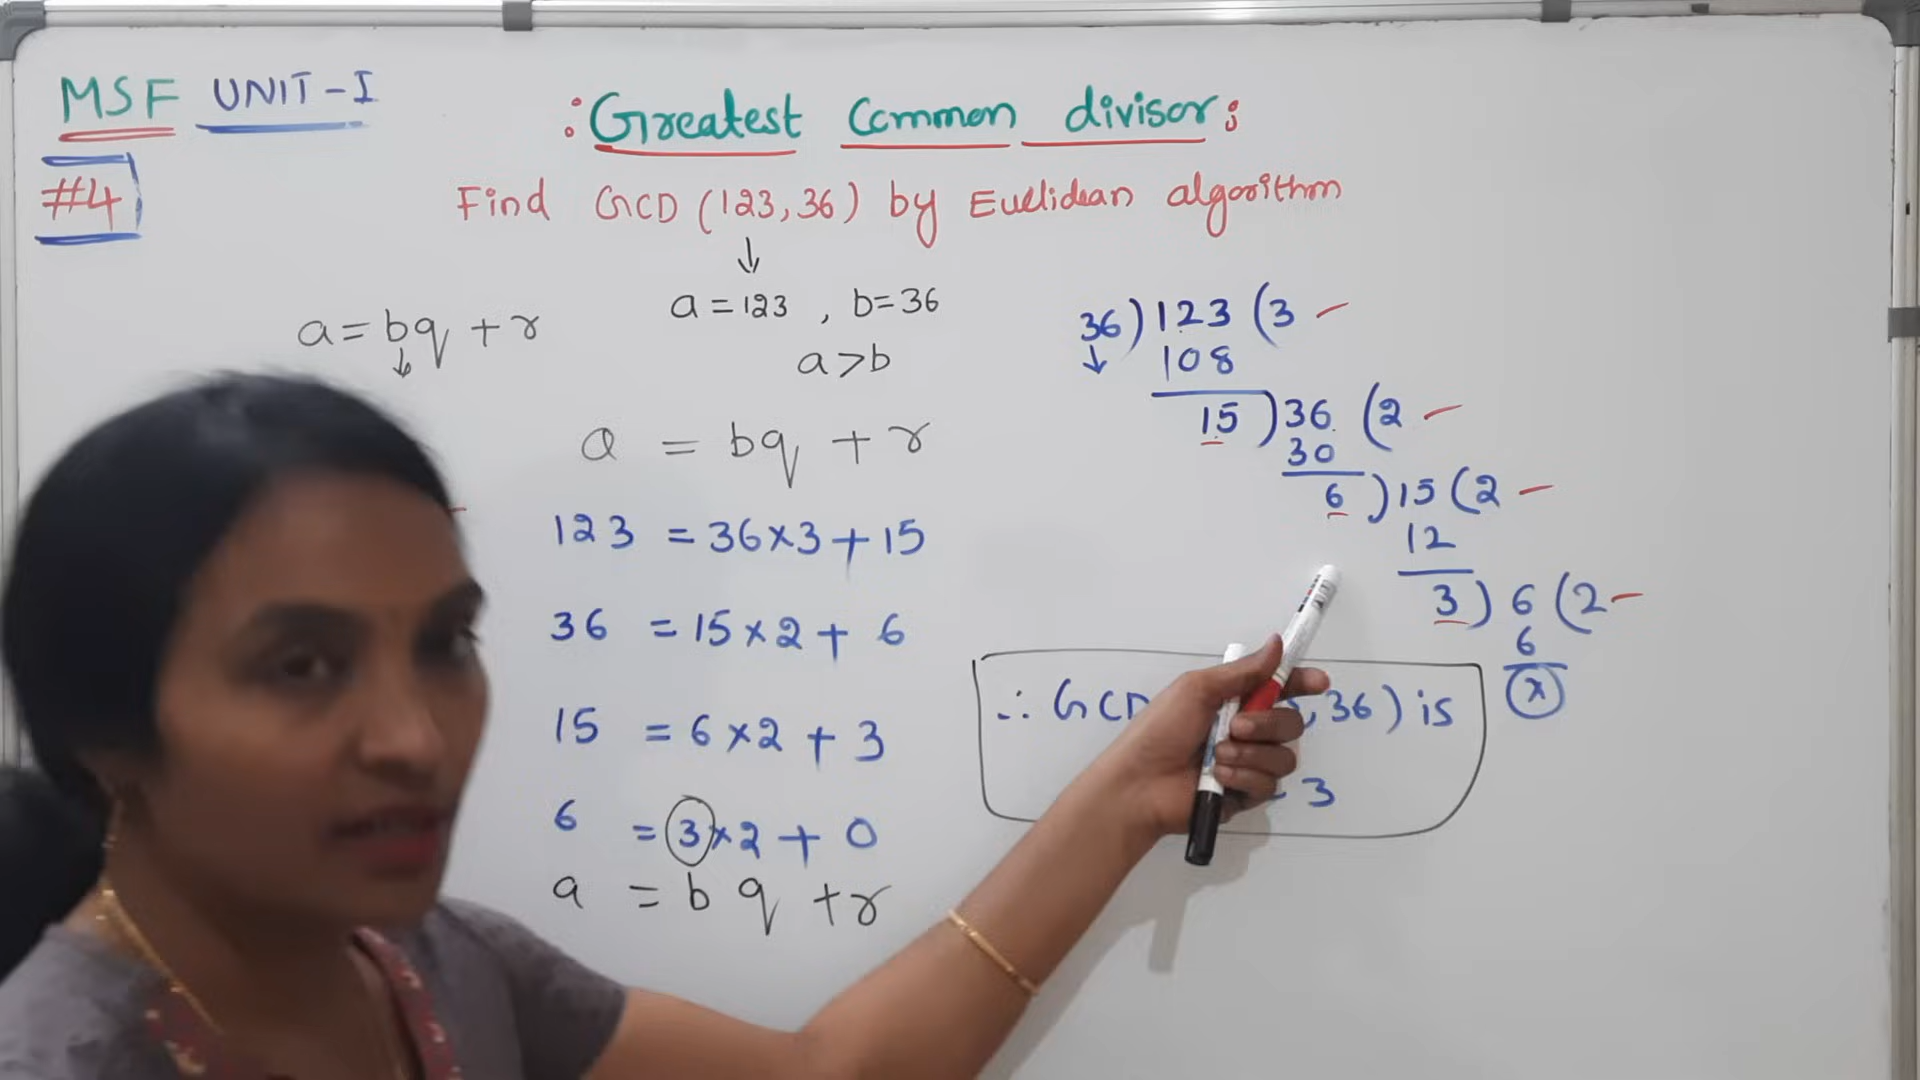 MSF UNIT-I
#4
:Greatest Common divisor:
Find GCD (123,36) by Euclidean algorithm
↓
a=123 , b=36
a>b
a=bq+r
↓
a = bq + r
123 = 36×3+15
36 = 15×2+ 6
15 = 6×2 + 3
6 = 3×2 + 0
a = b q +r
36)123(3 –
↓ 108
15)36(2 –
30
6)15(2 –
12
3)6(2 –
6
x
∴ GCD ,36) is
3